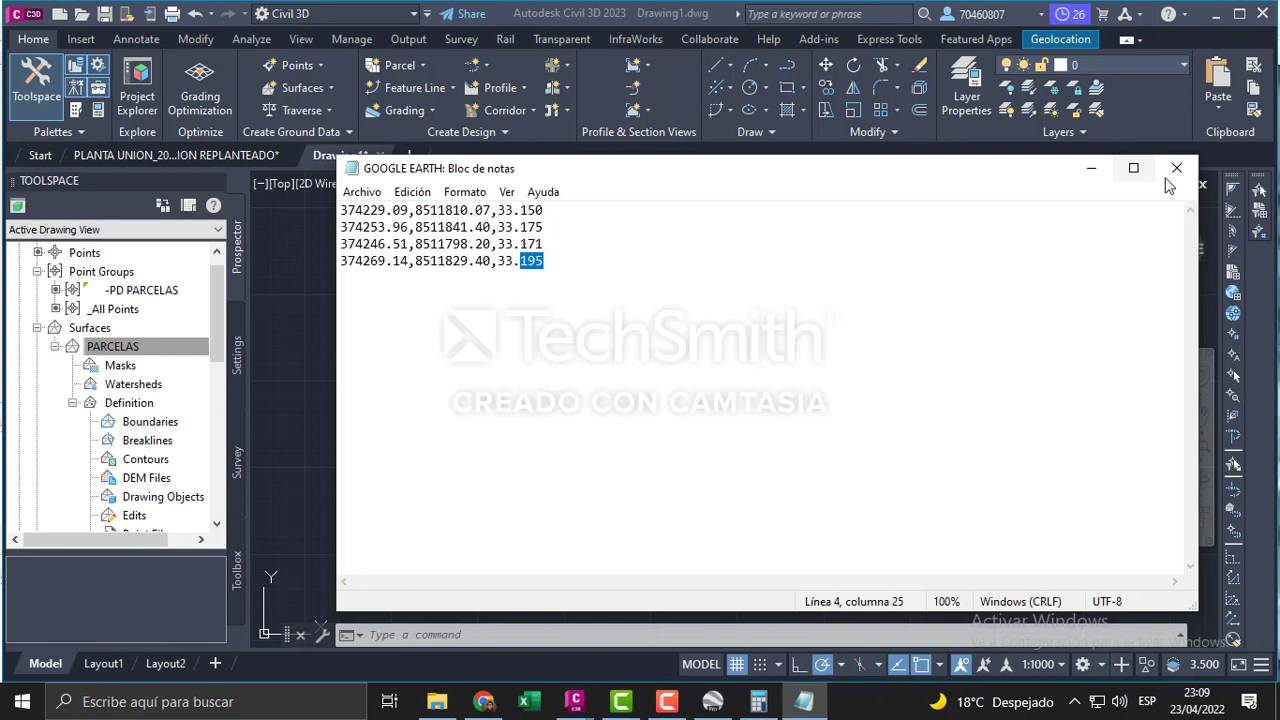 C3D
Civil 3D
Share
Autodesk Civil 3D 2023 Drawing1.dwg
Type a keyword or phrase
70460807
26
Home Insert Annotate Modify Analyze View Manage Output Survey Rail Transparent InfraWorks Collaborate Add-ins Express Tools Featured Apps Geolocation
Toolspace
Project
Explorer
Grading
Optimization
Points
Surfaces
Traverse
Parcel
Feature Line
Grading
Profile
Corridor
Layer
Properties
0
Paste
Palettes Explore Optimize Create Ground Data Create Design Profile & Section Views Draw Modify Layers Clipboard
Start PLANTA UNION_20...ION REPLANTEADO* Drawing1*
TOOLSPACE
Active Drawing View
Points
Point Groups
-PD PARCELAS
_All Points
Surfaces
PARCELAS
Masks
Watersheds
Definition
Boundaries
Breaklines
Contours
DEM Files
Drawing Objects
Edits
Prospector
Settings
Survey
Toolbox
[−][Top][2D Wire
GOOGLE EARTH: Bloc de notas
Archivo Edición Formato Ver Ayuda
374229.09,8511810.07,33.150
374253.96,8511841.40,33.175
374246.51,8511798.20,33.171
374269.14,8511829.40,33.195
TechSmith
CREADO CON CAMTASIA
Línea 4, columna 25 100% Windows (CRLF) UTF-8
Activar Windows
Ve a Configuración para activar Windows
Y
Type a command
Model Layout1 Layout2 +
MODEL 1:1000 3.500
Escribe aquí para buscar
18°C Despejado ESP
23:09
23/04/2022